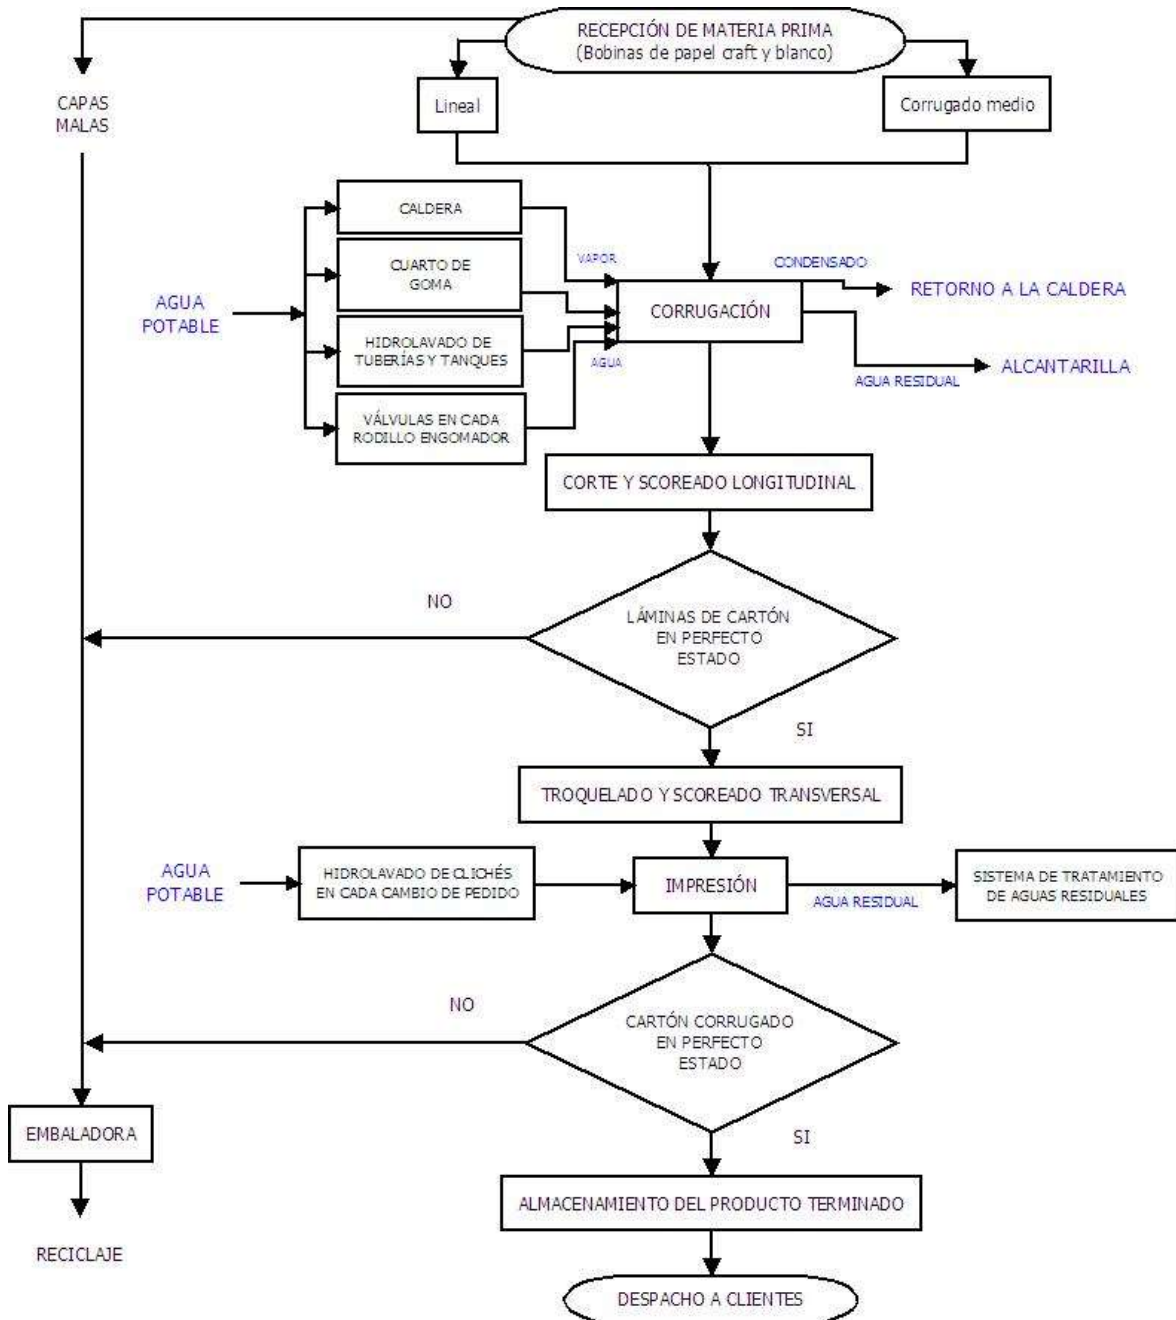 RECEPCIÓN DE MATERIA PRIMA
(Bobinas de papel craft y blanco)
CAPAS
MALAS
Lineal
Corrugado medio
CALDERA
CUARTO DE
GOMA
HIDROLAVADO DE
TUBERÍAS Y TANQUES
VÁLVULAS EN CADA
RODILLO ENGOMADOR
AGUA
POTABLE
VAPOR
AGUA
CORRUGACIÓN
CONDENSADO
RETORNO A LA CALDERA
AGUA RESIDUAL
ALCANTARILLA
CORTE Y SCOREADO LONGITUDINAL
NO
LÁMINAS DE CARTÓN
EN PERFECTO
ESTADO
SI
TROQUELADO Y SCOREADO TRANSVERSAL
AGUA
POTABLE
HIDROLAVADO DE CLICHÉS
EN CADA CAMBIO DE PEDIDO
IMPRESIÓN
AGUA RESIDUAL
SISTEMA DE TRATAMIENTO
DE AGUAS RESIDUALES
NO
CARTÓN CORRUGADO
EN PERFECTO
ESTADO
SI
EMBALADORA
RECICLAJE
ALMACENAMIENTO DEL PRODUCTO TERMINADO
DESPACHO A CLIENTES